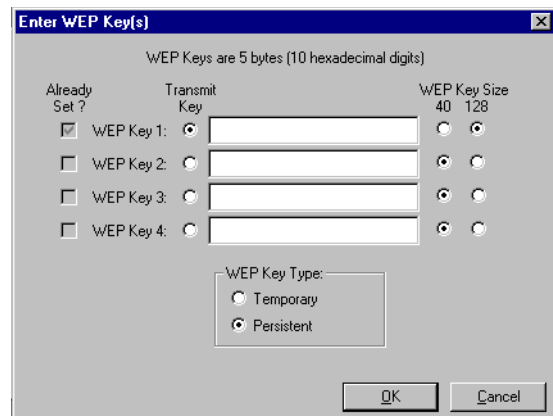 Enter WEP Key(s)
WEP Keys are 5 bytes (10 hexadecimal digits)
Already Set ? Transmit Key WEP Key Size
40 128
WEP Key 1:
WEP Key 2:
WEP Key 3:
WEP Key 4:
WEP Key Type:
Temporary
Persistent
OK Cancel